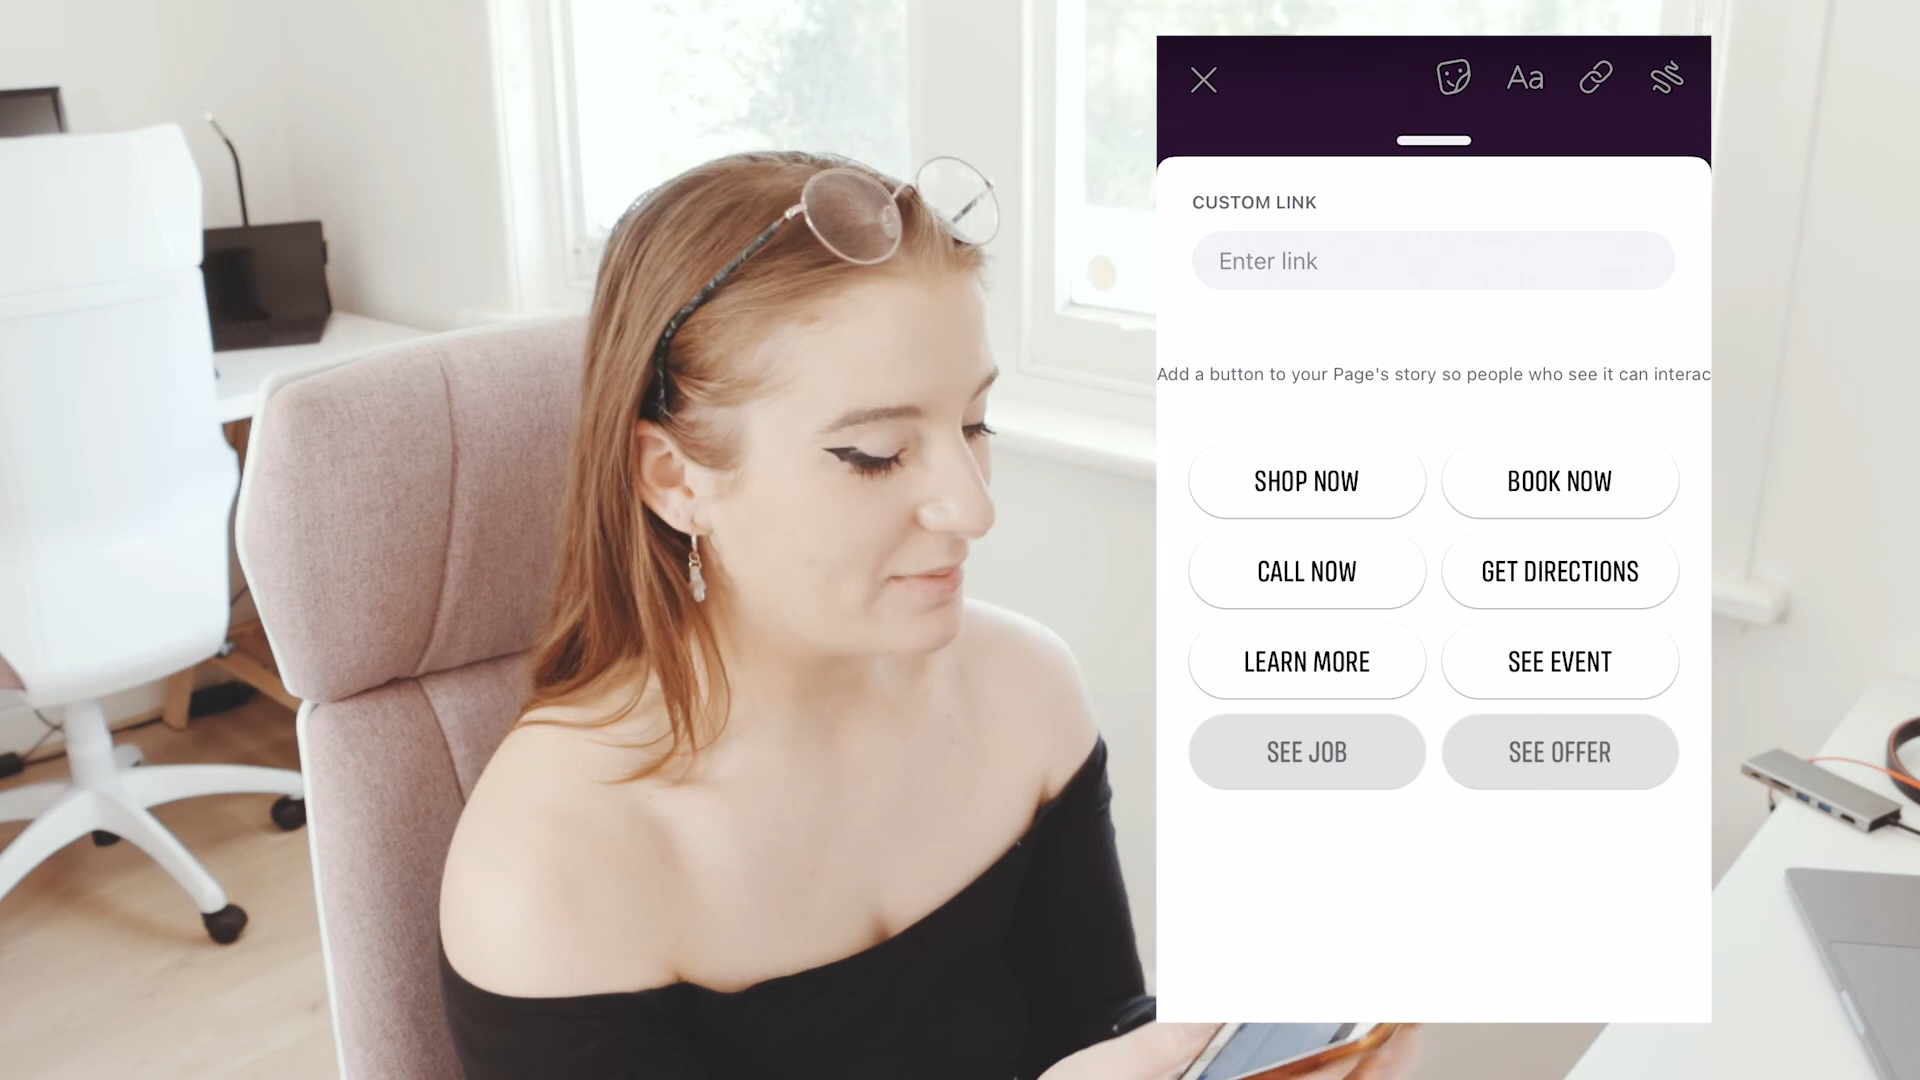 Aa
CUSTOM LINK
Enter link
Add a button to your Page's story so people who see it can interac
SHOP NOW
BOOK NOW
CALL NOW
GET DIRECTIONS
LEARN MORE
SEE EVENT
SEE JOB
SEE OFFER